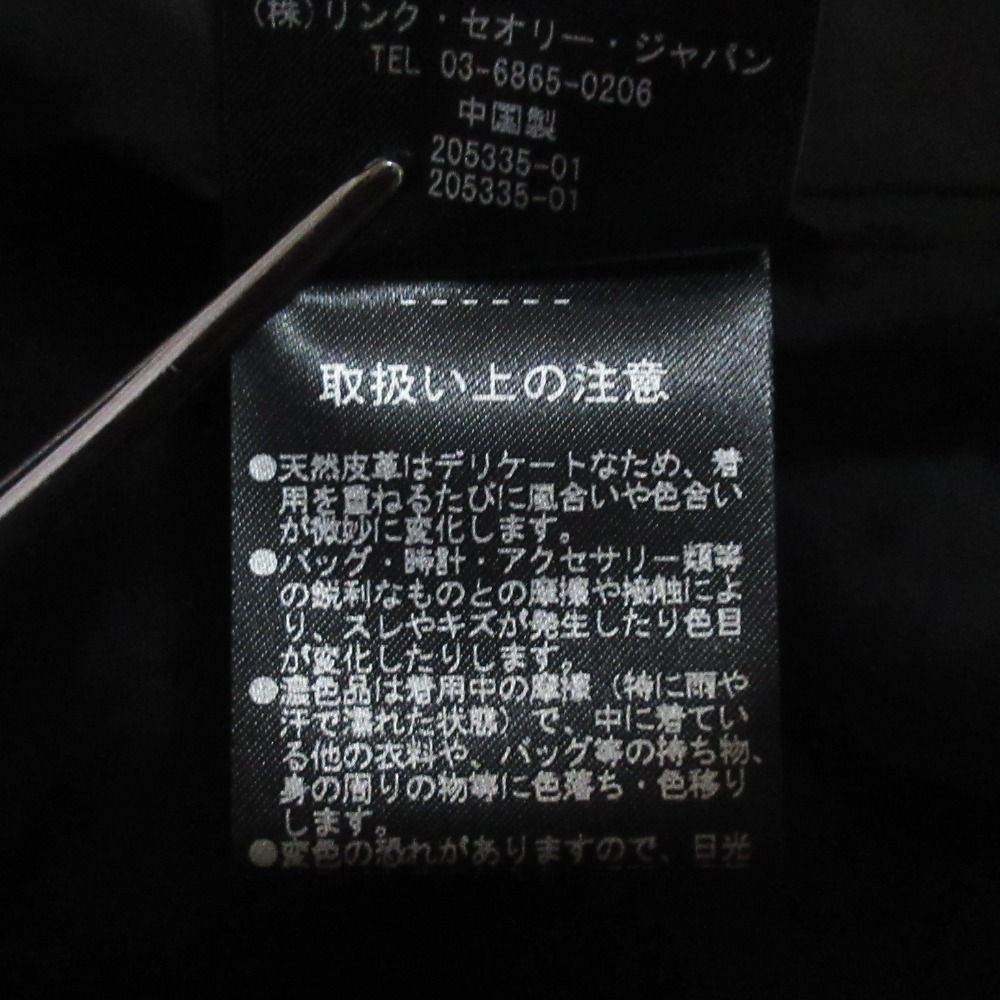 (株)リンク・セオリー・ジャパン
TEL 03-6865-0206
中国製
205335-01
205335-01
------
取扱い上の注意
●天然皮革はデリケートなため、着
用を重ねるたびに風合いや色合い
が微妙に変化します。
●バッグ・時計・アクセサリー類等
の鋭利なものとの摩擦や接触によ
り、スレやキズが発生したり色目
が変化したりします。
●濃色品は着用中の摩擦（特に雨や
汗で濡れた状態）で、中に着てい
る他の衣料や、バッグ等の持ち物、
身の周りの物等に色落ち・色移り
します。
●変色の恐れがありますので、日光